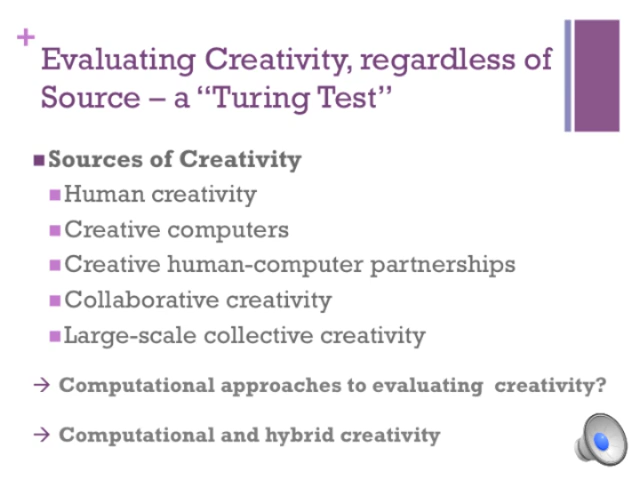 +
Evaluating Creativity, regardless of
Source – a “Turing Test”
Sources of Creativity
Human creativity
Creative computers
Creative human-computer partnerships
Collaborative creativity
Large-scale collective creativity
→ Computational approaches to evaluating creativity?
→ Computational and hybrid creativity